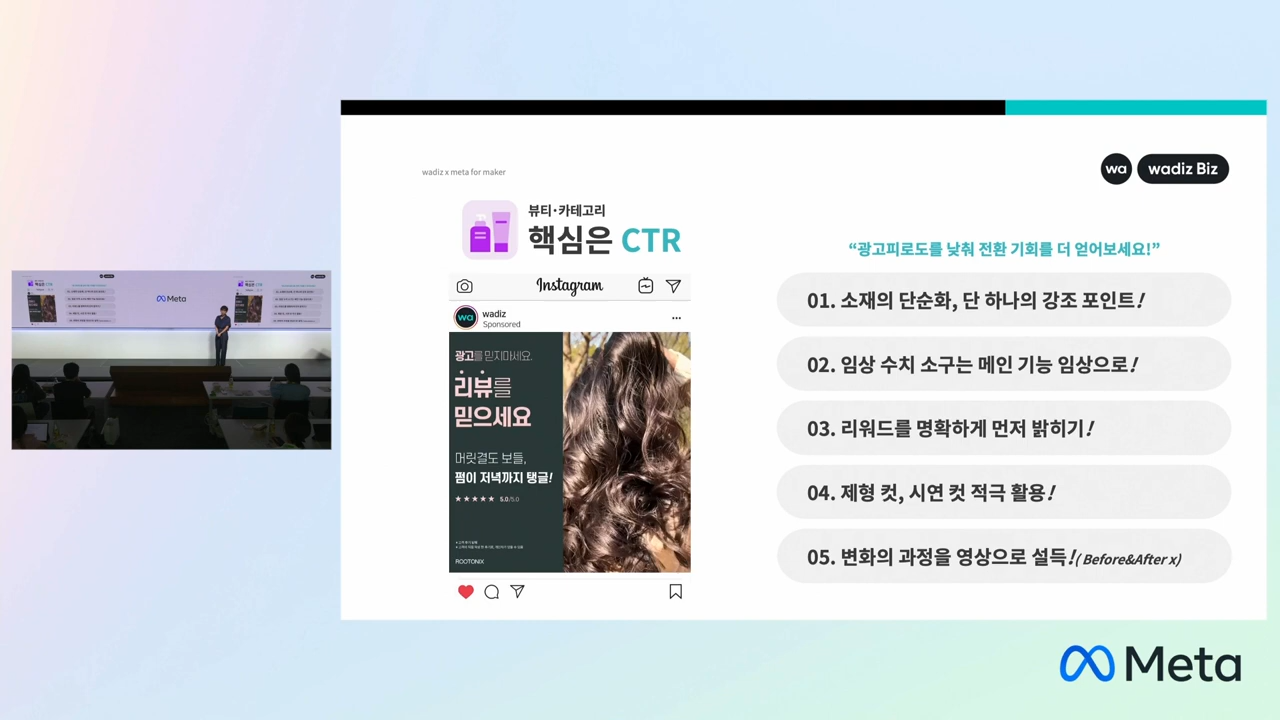 wadiz x meta for maker
wa wadiz Biz
뷰티·카테고리
핵심은 CTR
Instagram
wa wadiz
Sponsored
광고를 믿지마세요.
리뷰를
믿으세요
머릿결도 보들,
펌이 저녁까지 탱글!
★★★★★ 5.0/5.0
ROOTONIX
“광고피로도를 낮춰 전환 기회를 더 얻어보세요!”
01. 소재의 단순화, 단 하나의 강조 포인트!
02. 임상 수치 소구는 메인 기능 임상으로!
03. 리워드를 명확하게 먼저 밝히기!
04. 제형 컷, 시연 컷 적극 활용!
05. 변화의 과정을 영상으로 설득!( Before&After x)
Meta
Meta